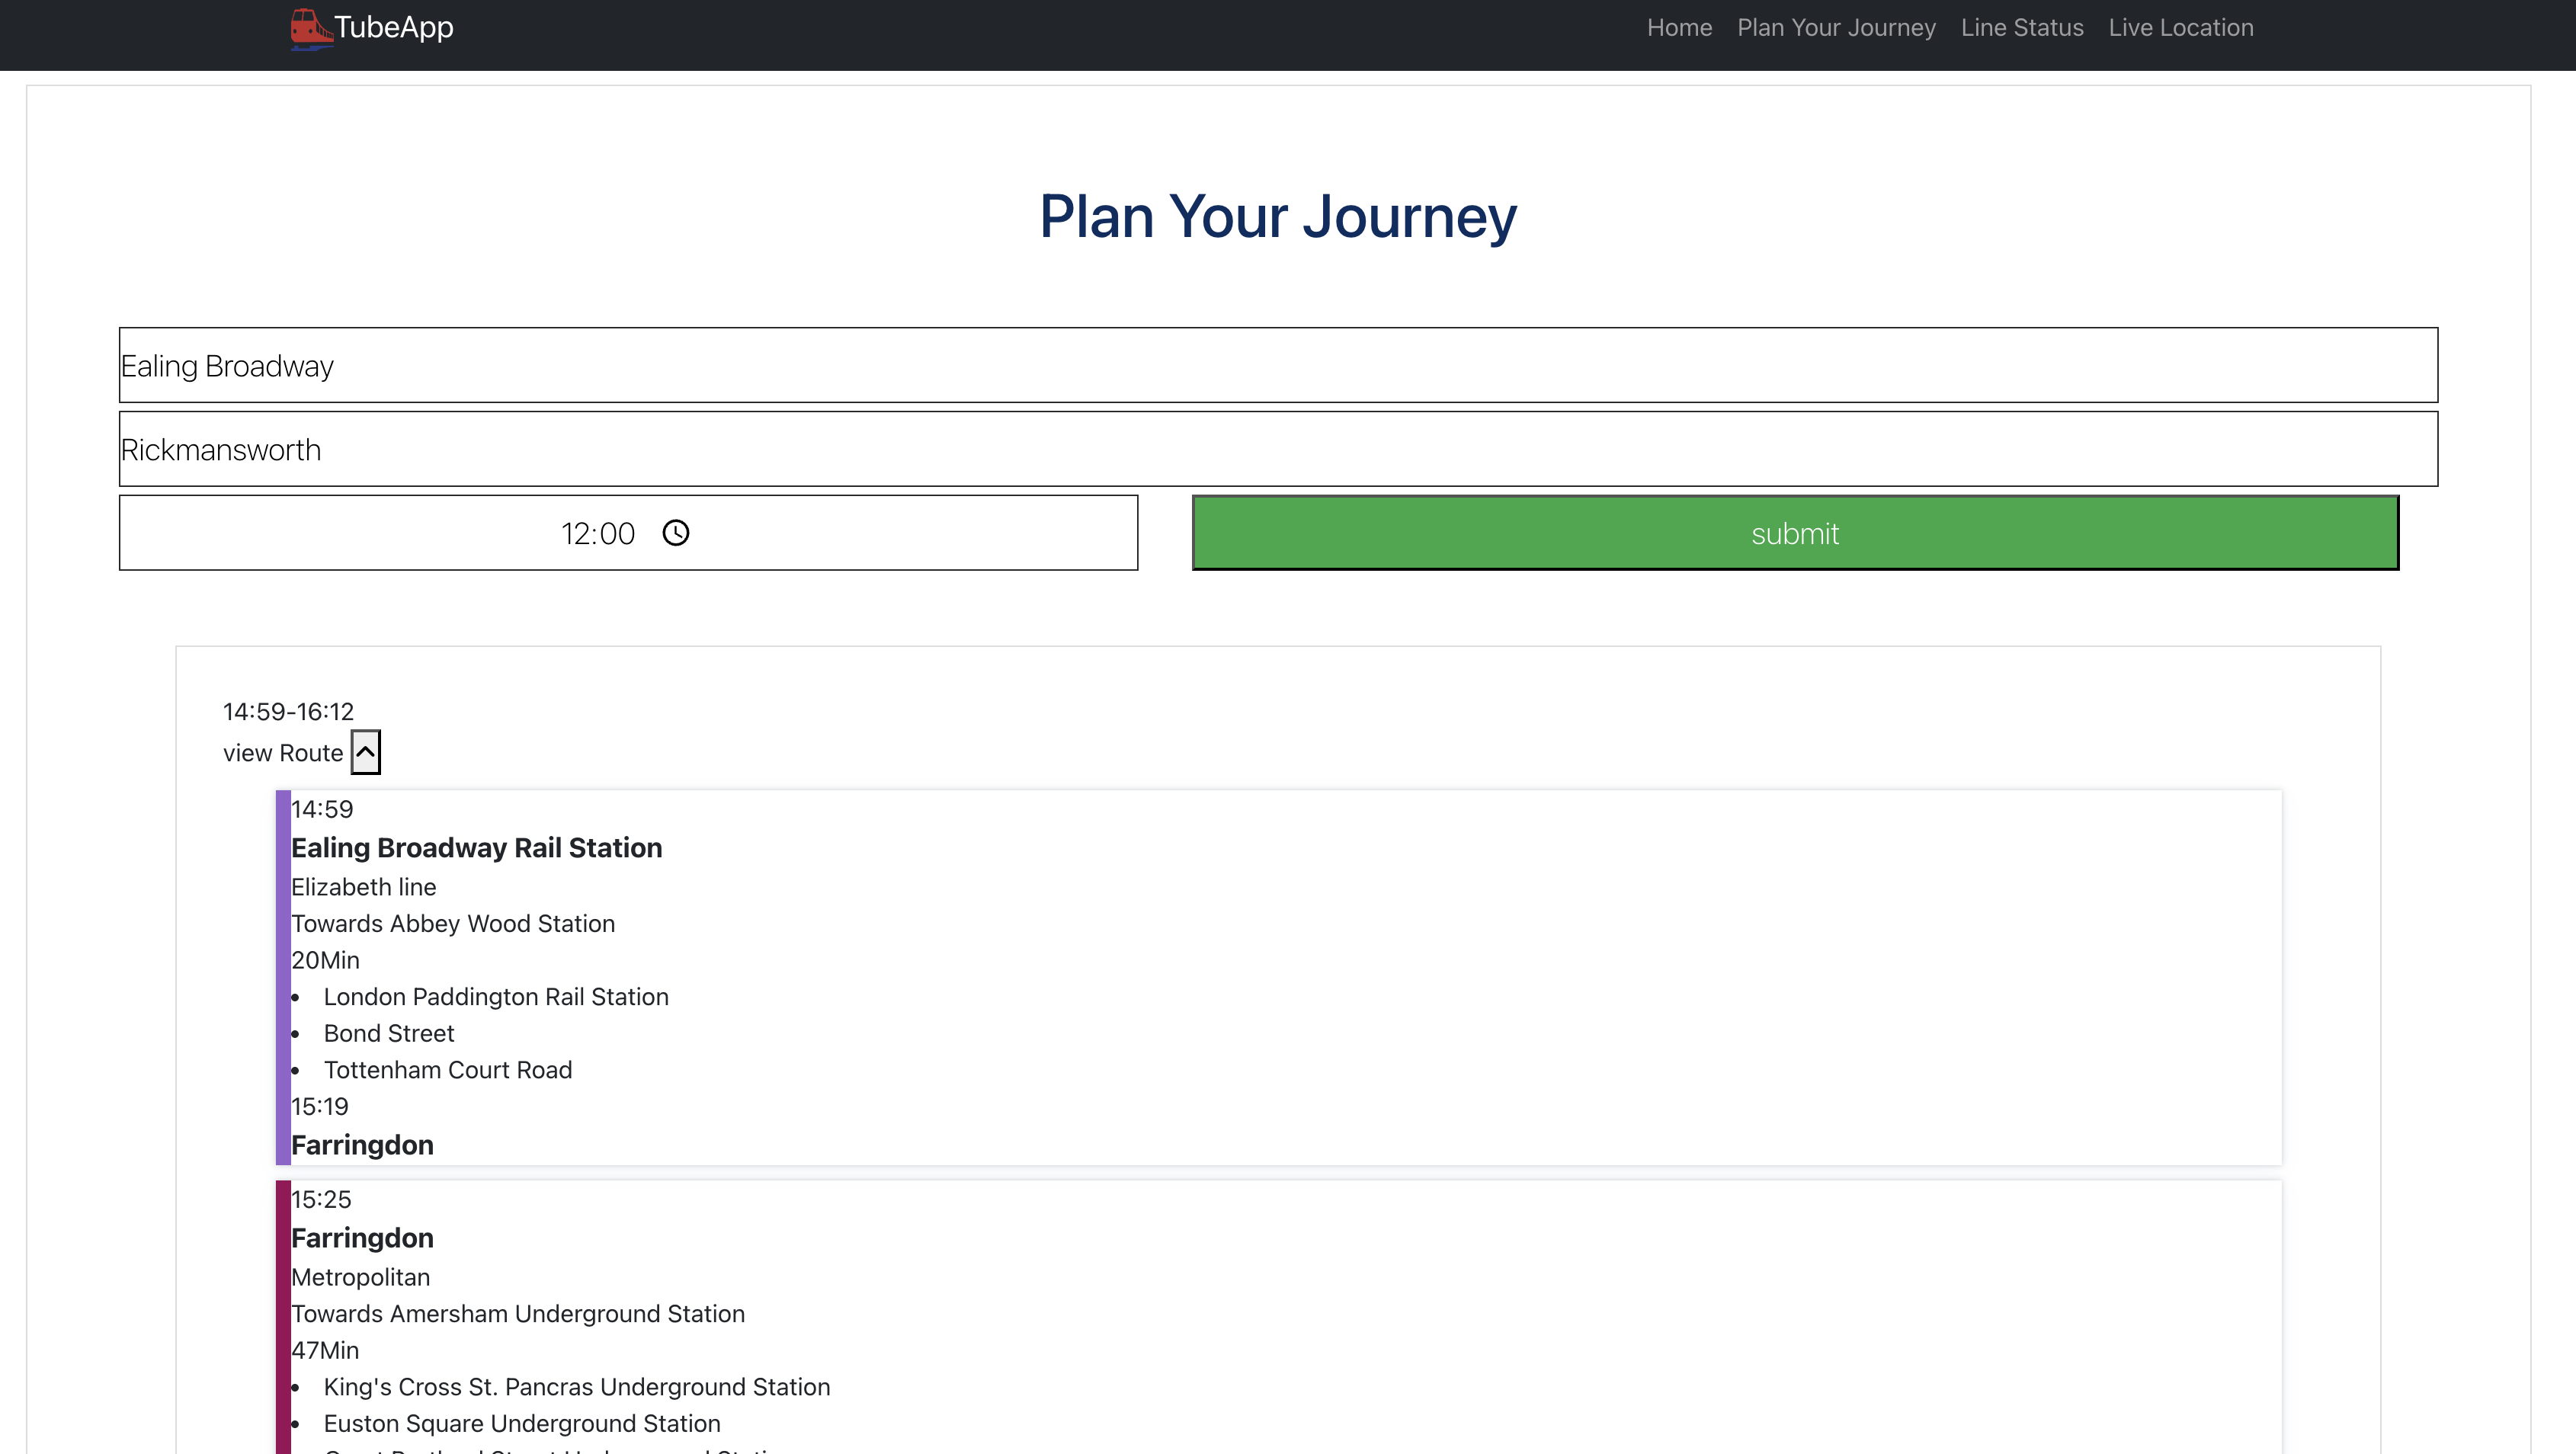 TubeApp
Home Plan Your Journey Line Status Live Location
Plan Your Journey
Ealing Broadway
Rickmansworth
12:00
submit
14:59-16:12
view Route
14:59
Ealing Broadway Rail Station
Elizabeth line
Towards Abbey Wood Station
20Min
• London Paddington Rail Station
• Bond Street
• Tottenham Court Road
15:19
Farringdon
15:25
Farringdon
Metropolitan
Towards Amersham Underground Station
47Min
• King's Cross St. Pancras Underground Station
• Euston Square Underground Station